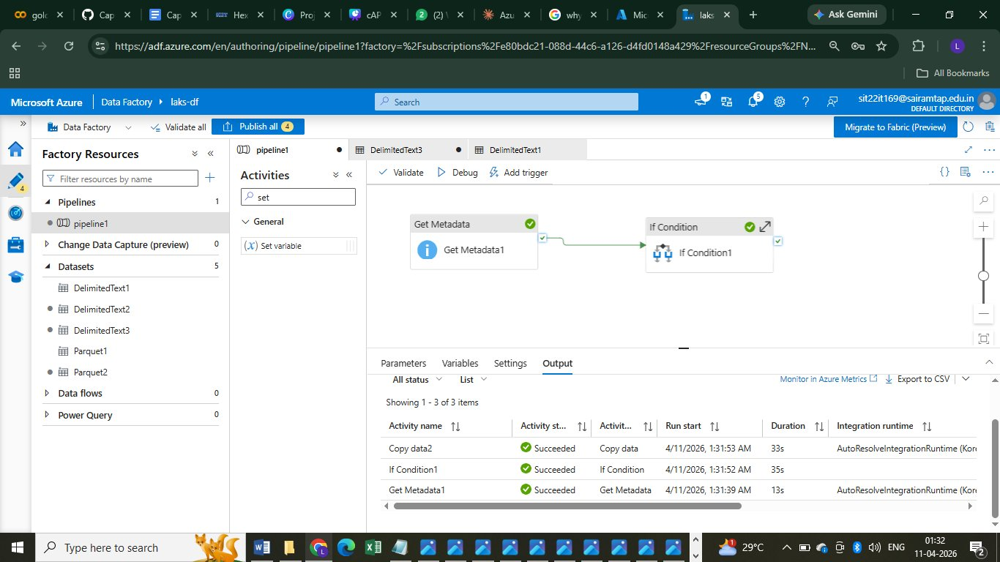 golc
Cap
Cap
Hex
Proj
cAP
(2) V
Azu
why
Mic
laks
Ask Gemini
https://adf.azure.com/en/authoring/pipeline/pipeline1?factory=%2Fsubscriptions%2Fe80bdc21-088d-44c6-a126-d4fd0148a429%2FresourceGroups%2FN...
L
All Bookmarks
Microsoft Azure
Data Factory
laks-df
Search
1
5
sit22it169@sairamtap.edu.in
DEFAULT DIRECTORY
Data Factory
Validate all
Publish all 4
Migrate to Fabric (Preview)
4
Factory Resources
Filter resources by name
Pipelines 1
pipeline1
Change Data Capture (preview) 0
Datasets 5
DelimitedText1
DelimitedText2
DelimitedText3
Parquet1
Parquet2
Data flows 0
Power Query 0
pipeline1
DelimitedText3
DelimitedText1
Activities
set
General
(x) Set variable
Validate Debug Add trigger
Get Metadata
Get Metadata1
If Condition
If Condition1
Parameters Variables Settings Output
All status List
Monitor in Azure Metrics Export to CSV
Showing 1 - 3 of 3 items
Activity name Activity st... Activit... Run start Duration Integration runtime
Copy data2 Succeeded Copy data 4/11/2026, 1:31:53 AM 33s AutoResolveIntegrationRuntime (Kore
If Condition1 Succeeded If Condition 4/11/2026, 1:31:52 AM 35s
Get Metadata1 Succeeded Get Metadata 4/11/2026, 1:31:39 AM 13s AutoResolveIntegrationRuntime (Kore
Type here to search
29°C
ENG
01:32
11-04-2026
2